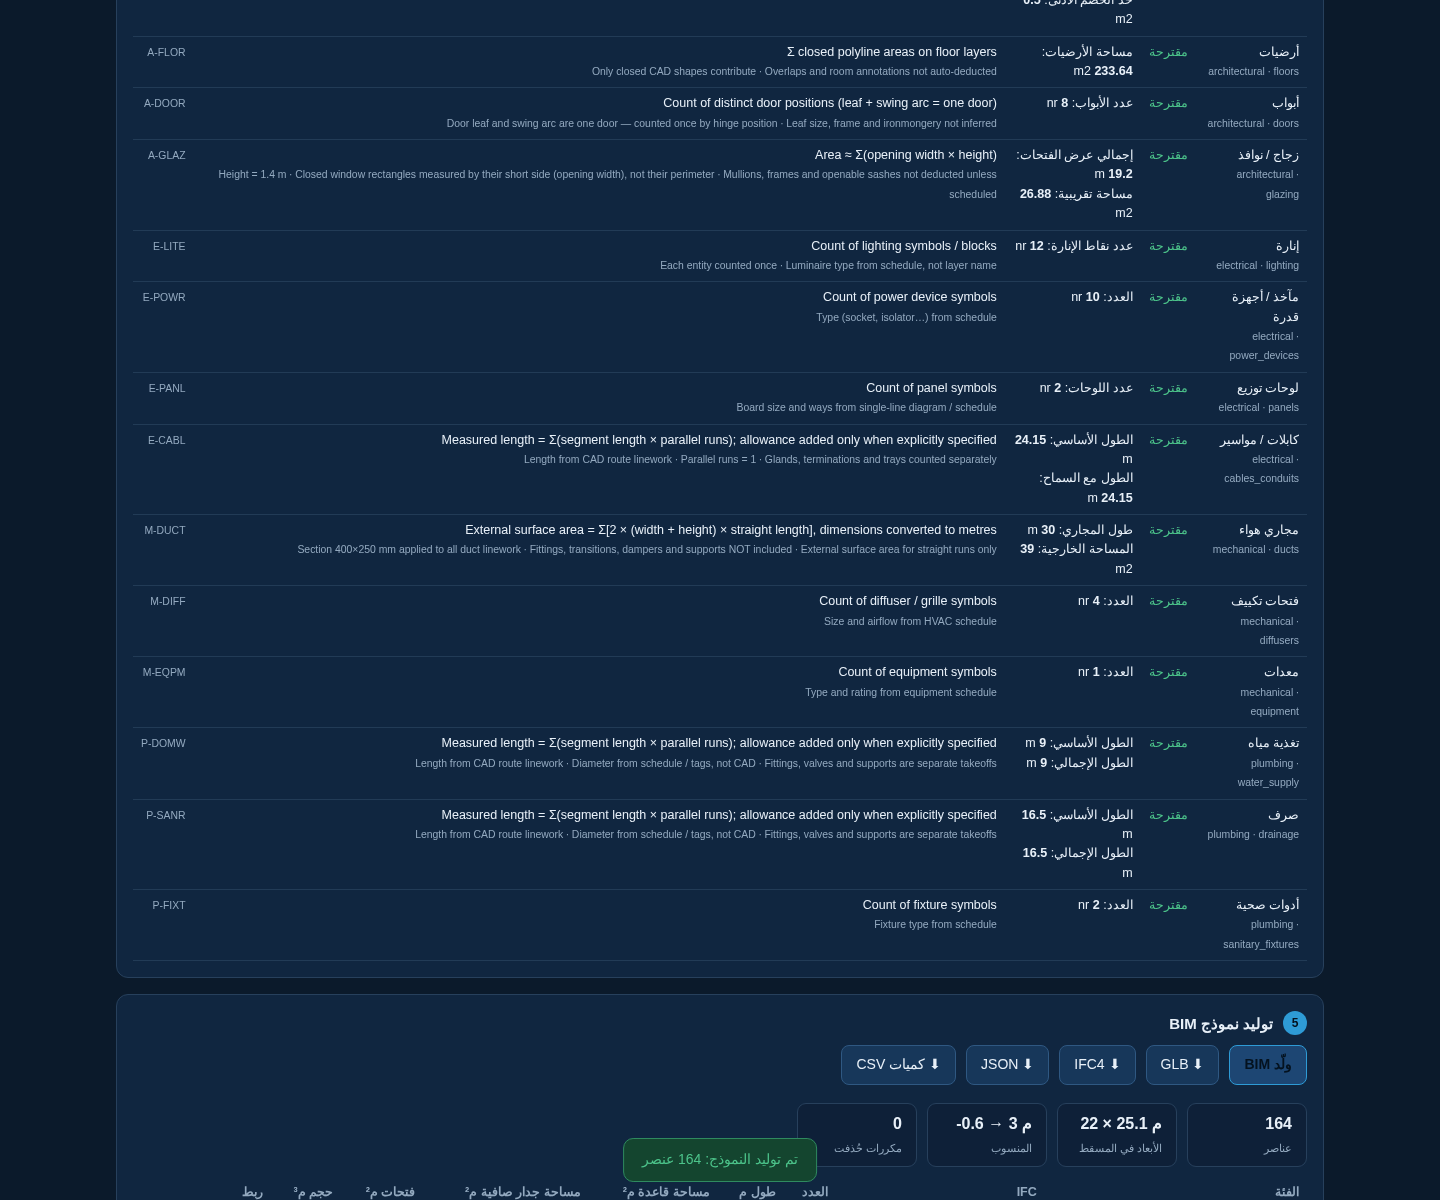 حد الخصم الأدنى: 0.5
m2
أرضيات
architectural · floors
مقترحة
مساحة الأرضيات:
233.64 m2
Σ closed polyline areas on floor layers
Only closed CAD shapes contribute · Overlaps and room annotations not auto-deducted
A-FLOR
أبواب
architectural · doors
مقترحة
عدد الأبواب: 8 nr
Count of distinct door positions (leaf + swing arc = one door)
Door leaf and swing arc are one door — counted once by hinge position · Leaf size, frame and ironmongery not inferred
A-DOOR
زجاج / نوافذ
architectural ·
glazing
مقترحة
إجمالي عرض الفتحات:
19.2 m
مساحة تقريبية: 26.88
m2
Area ≈ Σ(opening width × height)
Height = 1.4 m · Closed window rectangles measured by their short side (opening width), not their perimeter · Mullions, frames and openable sashes not deducted unless
scheduled
A-GLAZ
إنارة
electrical · lighting
مقترحة
عدد نقاط الإنارة: 12 nr
Count of lighting symbols / blocks
Each entity counted once · Luminaire type from schedule, not layer name
E-LITE
مآخذ / أجهزة
قدرة
electrical ·
power_devices
مقترحة
العدد: 10 nr
Count of power device symbols
Type (socket, isolator…) from schedule
E-POWR
لوحات توزيع
electrical · panels
مقترحة
عدد اللوحات: 2 nr
Count of panel symbols
Board size and ways from single-line diagram / schedule
E-PANL
كابلات / مواسير
electrical ·
cables_conduits
مقترحة
الطول الأساسي: 24.15
m
الطول مع السماح:
24.15 m
Measured length = Σ(segment length × parallel runs); allowance added only when explicitly specified
Length from CAD route linework · Parallel runs = 1 · Glands, terminations and trays counted separately
E-CABL
مجاري هواء
mechanical · ducts
مقترحة
طول المجاري: 30 m
المساحة الخارجية: 39
m2
External surface area = Σ[2 × (width + height) × straight length], dimensions converted to metres
Section 400×250 mm applied to all duct linework · Fittings, transitions, dampers and supports NOT included · External surface area for straight runs only
M-DUCT
فتحات تكييف
mechanical ·
diffusers
مقترحة
العدد: 4 nr
Count of diffuser / grille symbols
Size and airflow from HVAC schedule
M-DIFF
معدات
mechanical ·
equipment
مقترحة
العدد: 1 nr
Count of equipment symbols
Type and rating from equipment schedule
M-EQPM
تغذية مياه
plumbing ·
water_supply
مقترحة
الطول الأساسي: 9 m
الطول الإجمالي: 9 m
Measured length = Σ(segment length × parallel runs); allowance added only when explicitly specified
Length from CAD route linework · Diameter from schedule / tags, not CAD · Fittings, valves and supports are separate takeoffs
P-DOMW
صرف
plumbing · drainage
مقترحة
الطول الأساسي: 16.5
m
الطول الإجمالي: 16.5
m
Measured length = Σ(segment length × parallel runs); allowance added only when explicitly specified
Length from CAD route linework · Diameter from schedule / tags, not CAD · Fittings, valves and supports are separate takeoffs
P-SANR
أدوات صحية
plumbing ·
sanitary_fixtures
مقترحة
العدد: 2 nr
Count of fixture symbols
Fixture type from schedule
P-FIXT
5 توليد نموذج BIM
ولّد BIM
⬇ GLB
⬇ IFC4
⬇ JSON
⬇ كميات CSV
164
عناصر
22 × 25.1 م
الأبعاد في المسقط
-0.6 → 3 م
المنسوب
0
مكررات حُذفت
تم توليد النموذج: 164 عنصر
الفئة IFC العدد طول م مساحة قاعدة م² مساحة جدار صافية م² فتحات م² حجم م³ ربط